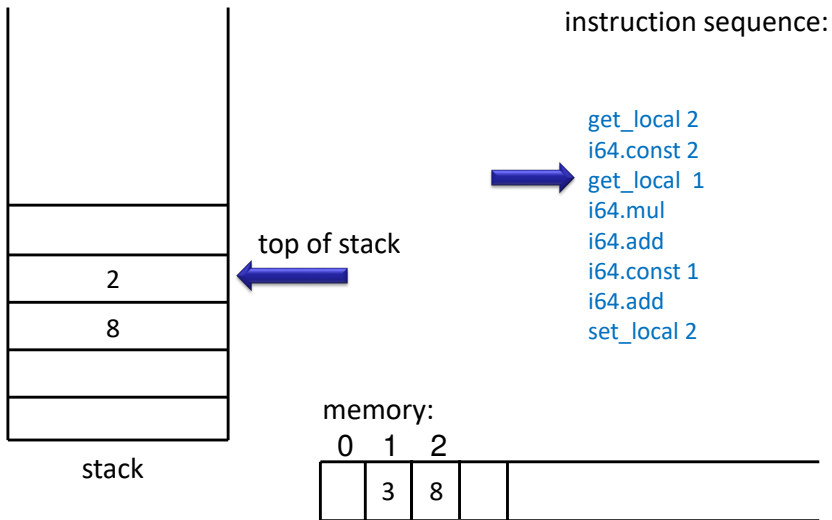 instruction sequence:
get_local 2
i64.const 2
get_local 1
i64.mul
i64.add
i64.const 1
i64.add
set_local 2
top of stack
2
8
stack
memory:
0 1 2
3 8